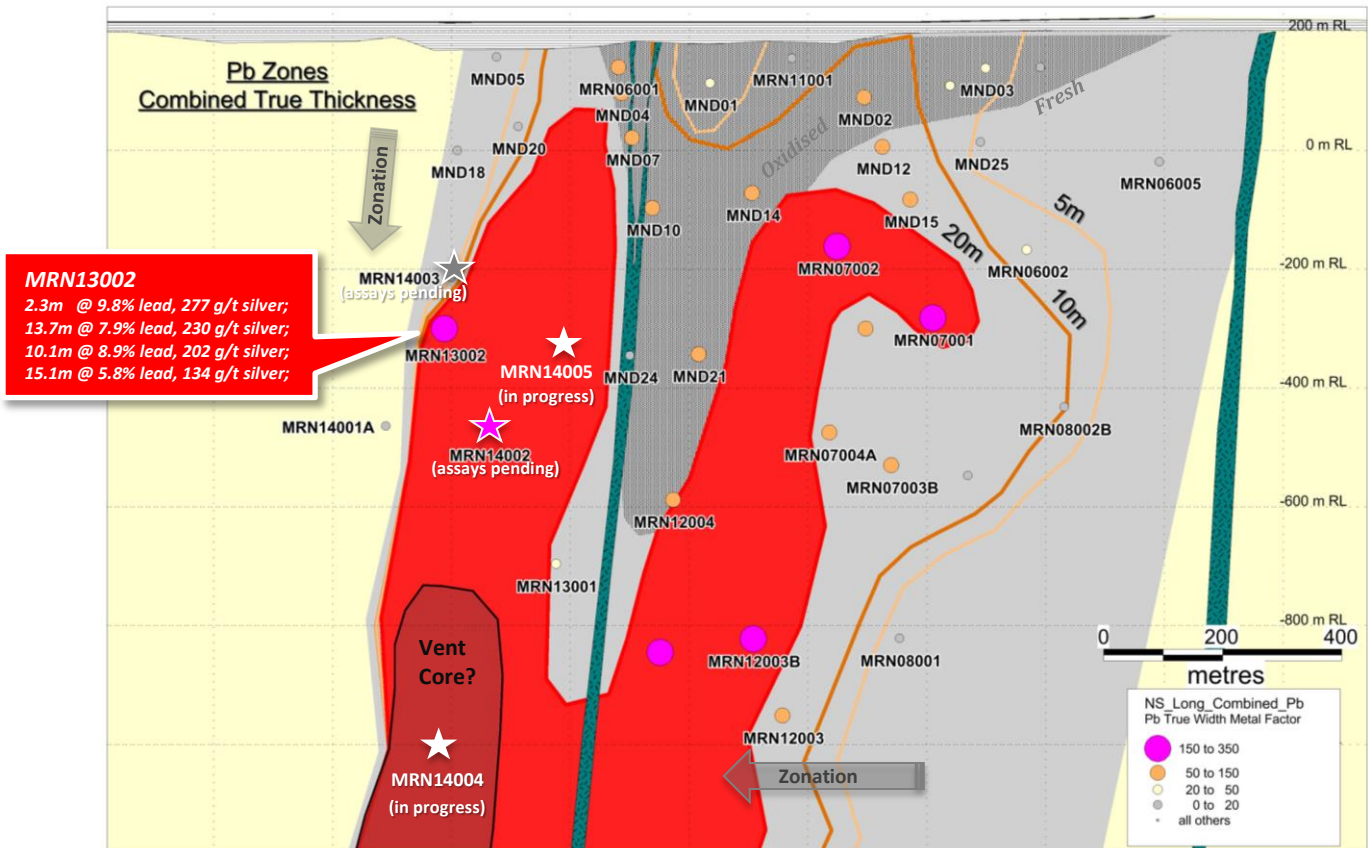 200 m RL
Pb Zones
Combined True Thickness
MND05
MRN06001
MND04
MND01
MRN11001
MND02
MND03
Fresh
Oxidised
MND20
MND18
MND07
MND12
MND25
0 m RL
MRN06005
Zonation
MND10
MND14
MND15
5m
20m
MRN14003
(assays pending)
MRN07002
MRN06002
-200 m RL
10m
MRN13002
2.3m @ 9.8% lead, 277 g/t silver;
13.7m @ 7.9% lead, 230 g/t silver;
10.1m @ 8.9% lead, 202 g/t silver;
15.1m @ 5.8% lead, 134 g/t silver;
MRN13002
MRN14005
(in progress)
MND24
MND21
MRN07001
-400 m RL
MRN14001A
MRN14002
(assays pending)
MRN07004A
MRN08002B
MRN07003B
MRN12004
-600 m RL
MRN13001
-800 m RL
Vent
Core?
MRN12003B
MRN08001
0 200 400
metres
MRN12003
MRN14004
(in progress)
Zonation
NS_Long_Combined_Pb
Pb True Width Metal Factor
150 to 350
50 to 150
20 to 50
0 to 20
all others